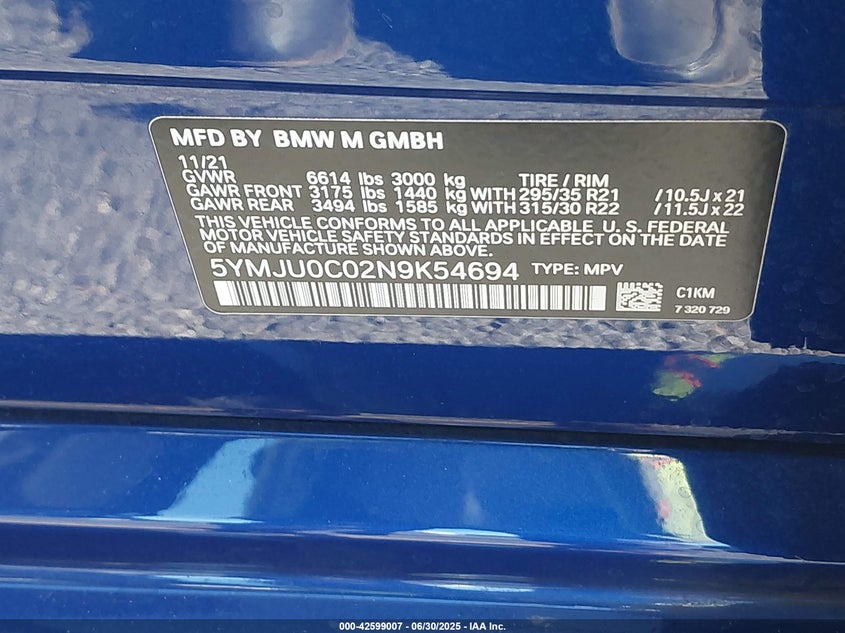 MFD BY BMW M GMBH
11/21
GVWR 6614 lbs 3000 kg TIRE / RIM
GAWR FRONT 3175 lbs 1440 kg WITH 295/35 R21 / 10.5J x 21
GAWR REAR 3494 lbs 1585 kg WITH 315/30 R22 / 11.5J x 22
THIS VEHICLE CONFORMS TO ALL APPLICABLE U. S. FEDERAL
MOTOR VEHICLE SAFETY STANDARDS IN EFFECT ON THE DATE
OF MANUFACTURE SHOWN ABOVE.
5YMJU0C02N9K54694 TYPE: MPV
C1KM
7 320 729
000-42599007 - 06/30/2025 - IAA Inc.